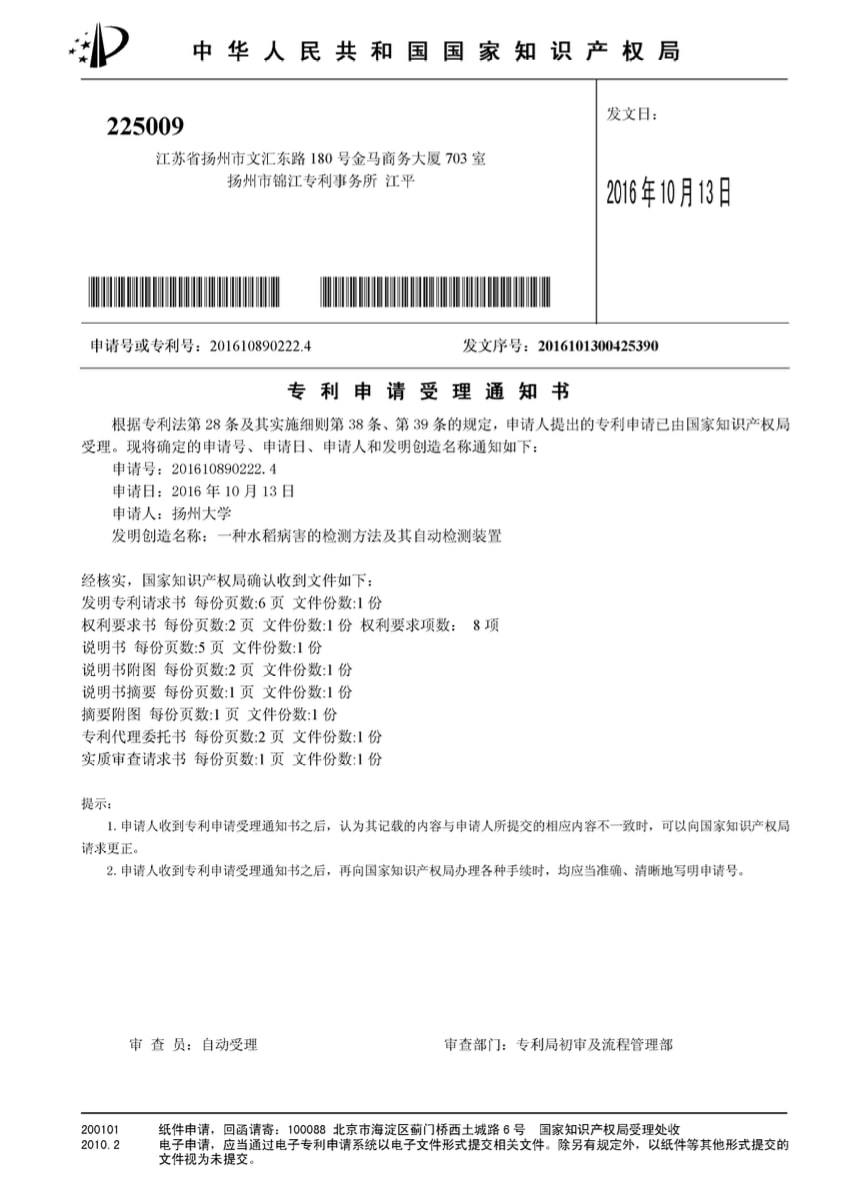 中华人民共和国国家知识产权局
225009
江苏省扬州市文汇东路 180 号金马商务大厦 703 室
扬州市锦江专利事务所 江平
发文日：
2016 年 10 月 13 日
申请号或专利号：201610890222.4
发文序号：2016101300425390
专利申请受理通知书
根据专利法第 28 条及其实施细则第 38 条、第 39 条的规定，申请人提出的专利申请已由国家知识产权局
受理。现将确定的申请号、申请日、申请人和发明创造名称通知如下：
申请号：201610890222.4
申请日：2016 年 10 月 13 日
申请人：扬州大学
发明创造名称：一种水稻病害的检测方法及其自动检测装置
经核实，国家知识产权局确认收到文件如下：
发明专利请求书 每份页数:6 页 文件份数:1 份
权利要求书 每份页数:2 页 文件份数:1 份 权利要求项数： 8 项
说明书 每份页数:5 页 文件份数:1 份
说明书附图 每份页数:2 页 文件份数:1 份
说明书摘要 每份页数:1 页 文件份数:1 份
摘要附图 每份页数:1 页 文件份数:1 份
专利代理委托书 每份页数:2 页 文件份数:1 份
实质审查请求书 每份页数:1 页 文件份数:1 份
提示：
1.申请人收到专利申请受理通知书之后，认为其记载的内容与申请人所提交的相应内容不一致时，可以向国家知识产权局
请求更正。
2.申请人收到专利申请受理通知书之后，再向国家知识产权局办理各种手续时，均应当准确、清晰地写明申请号。
审 查 员：自动受理
审查部门：专利局初审及流程管理部
200101 纸件申请，回函请寄：100088 北京市海淀区蓟门桥西土城路 6 号 国家知识产权局受理处收
2010.2 电子申请，应当通过电子专利申请系统以电子文件形式提交相关文件。除另有规定外，以纸件等其他形式提交的
文件视为未提交。